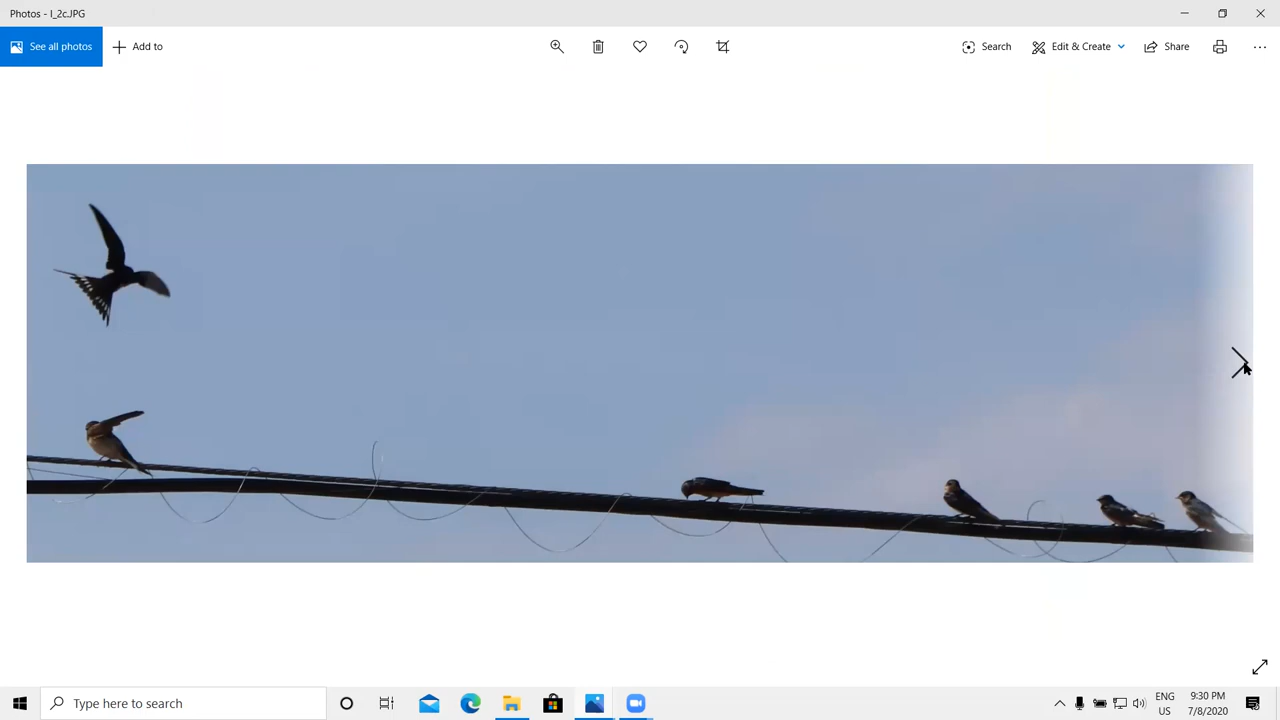 Photos - I_2c.JPG
See all photos
Add to
Search
Edit & Create
Share
Type here to search
ENG
US
9:30 PM
7/8/2020